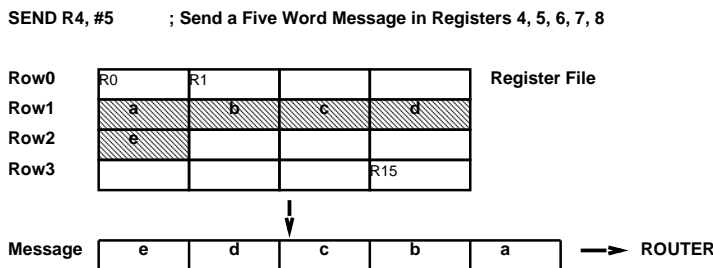 SEND R4, #5 ; Send a Five Word Message in Registers 4, 5, 6, 7, 8
Row0 R0 R1 Register File
Row1 a b c d
Row2 e
Row3 R15
Message e d c b a ROUTER